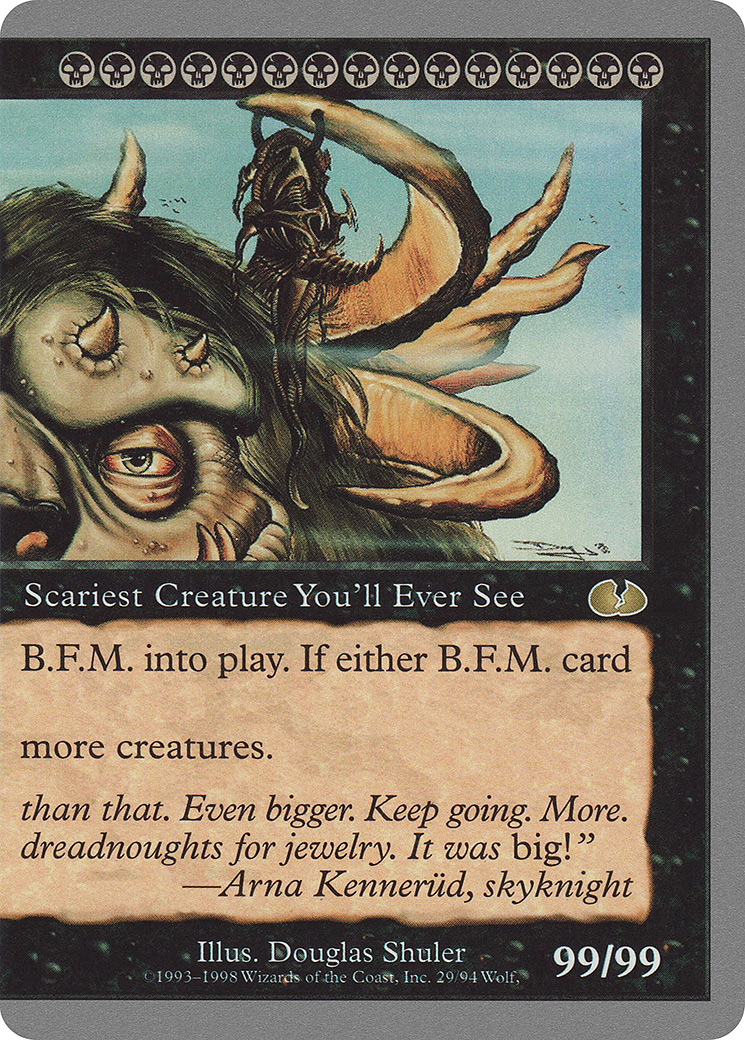 Scariest Creature You'll Ever See
B.F.M. into play. If either B.F.M. card
more creatures.
than that. Even bigger. Keep going. More.
dreadnoughts for jewelry. It was big!”
—Arna Kennerüd, skyknight
Illus. Douglas Shuler
99/99
©1993–1998 Wizards of the Coast, Inc. 29/94 Wolf,